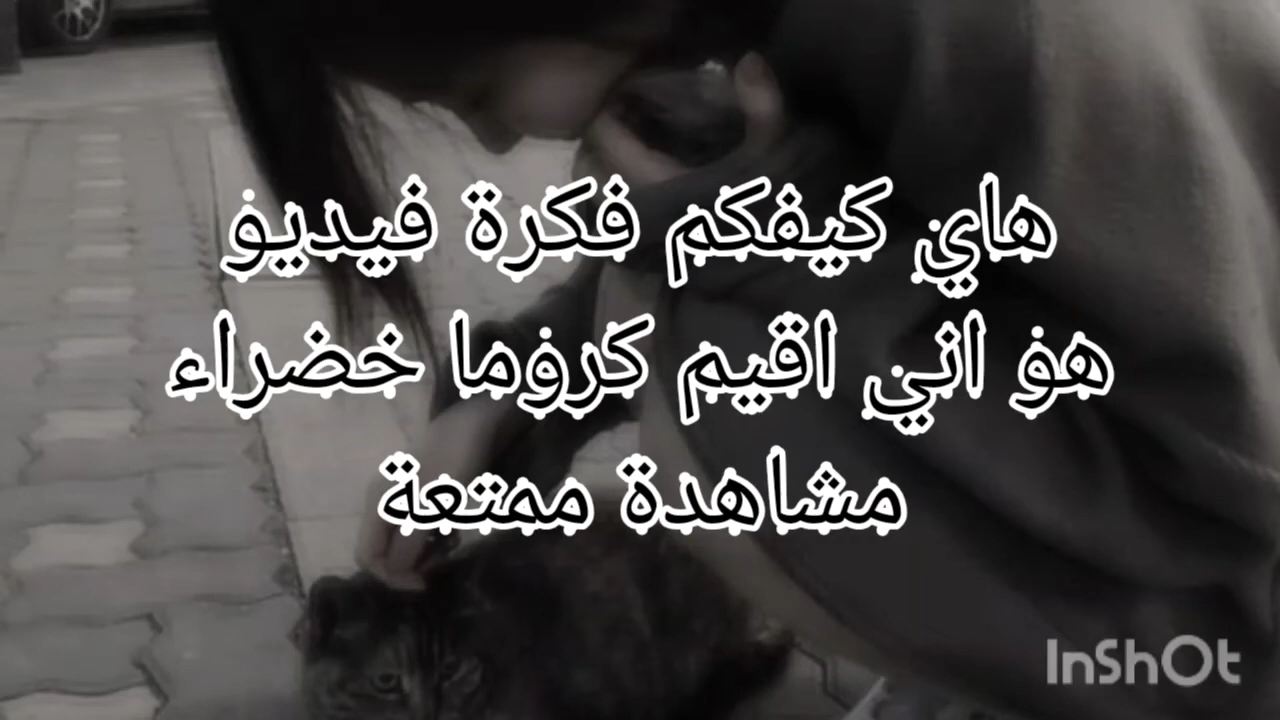 هاي كيفكم فكرة فيديو
هو اني اقيم كروما خضراء
مشاهدة ممتعة
InShOt